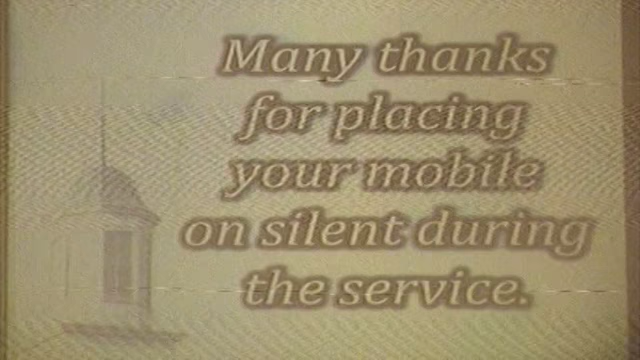 Many thanks
for placing
your mobile
on silent during
the service.